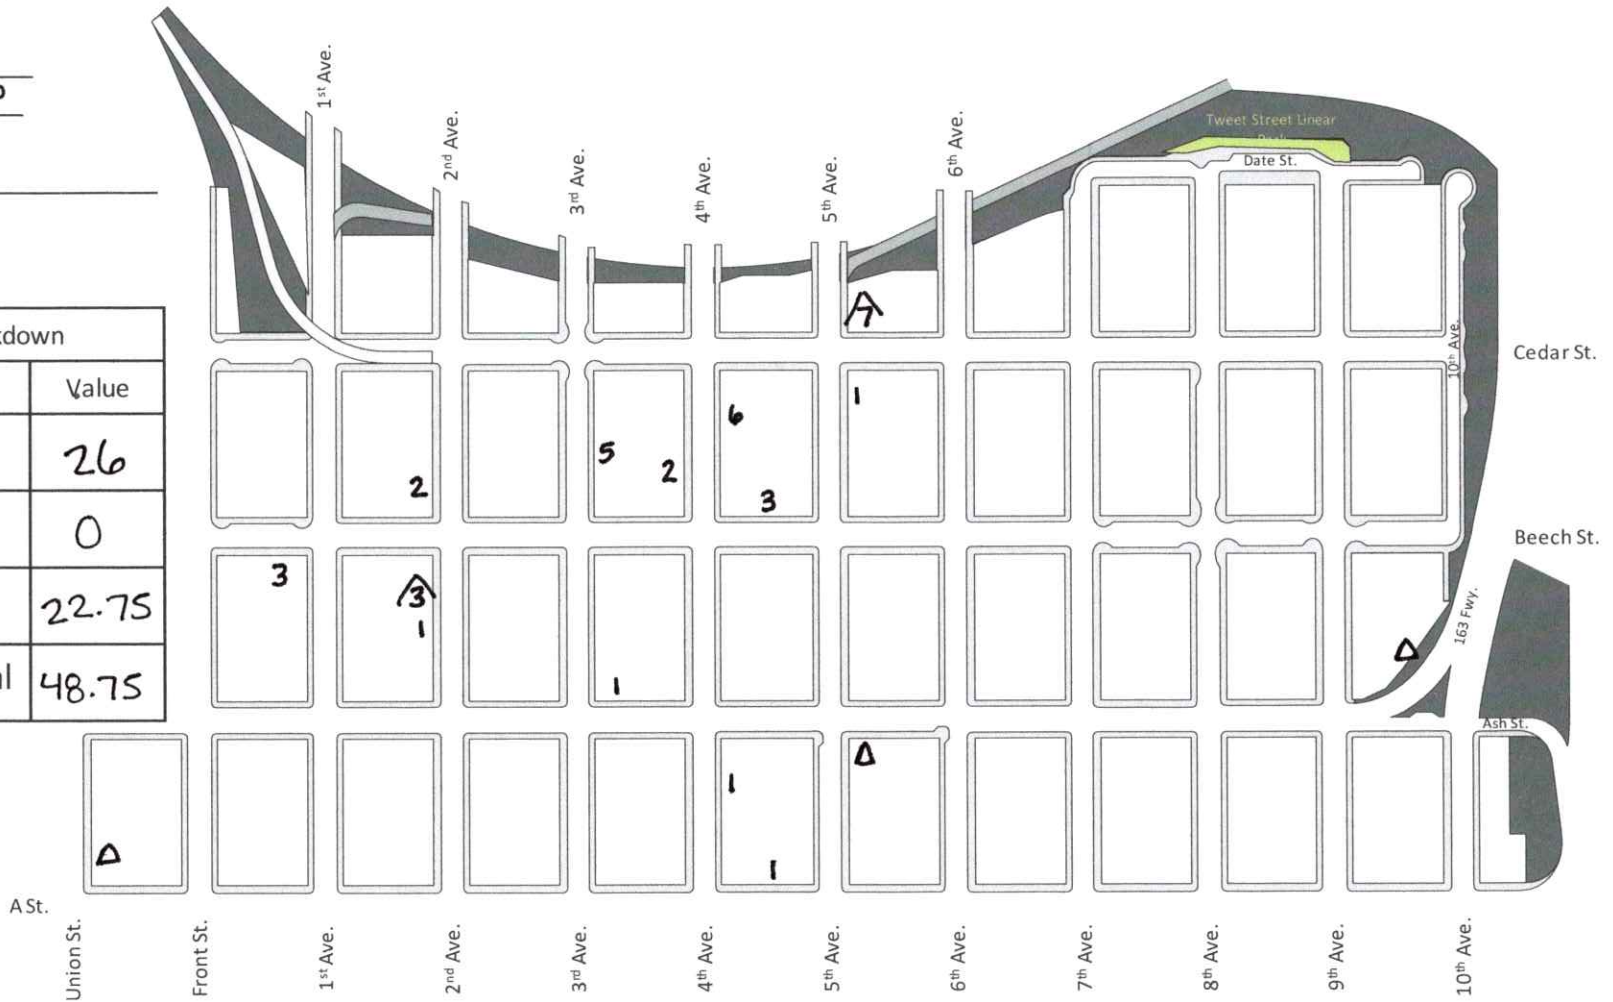 1st Ave.
2nd Ave.
3rd Ave.
4th Ave.
5th Ave.
6th Ave.
Tweet Street Linear
Park
Date St.
10th Ave.
Cedar St.
Value
26
0
22.75
48.75
7
1
6
5
2
3
2
Beech St.
3
3
1
1
163 Fwy.
Ash St.
1
1
A St.
Union St.
Front St.
1st Ave.
2nd Ave.
3rd Ave.
4th Ave.
5th Ave.
6th Ave.
7th Ave.
8th Ave.
9th Ave.
10th Ave.